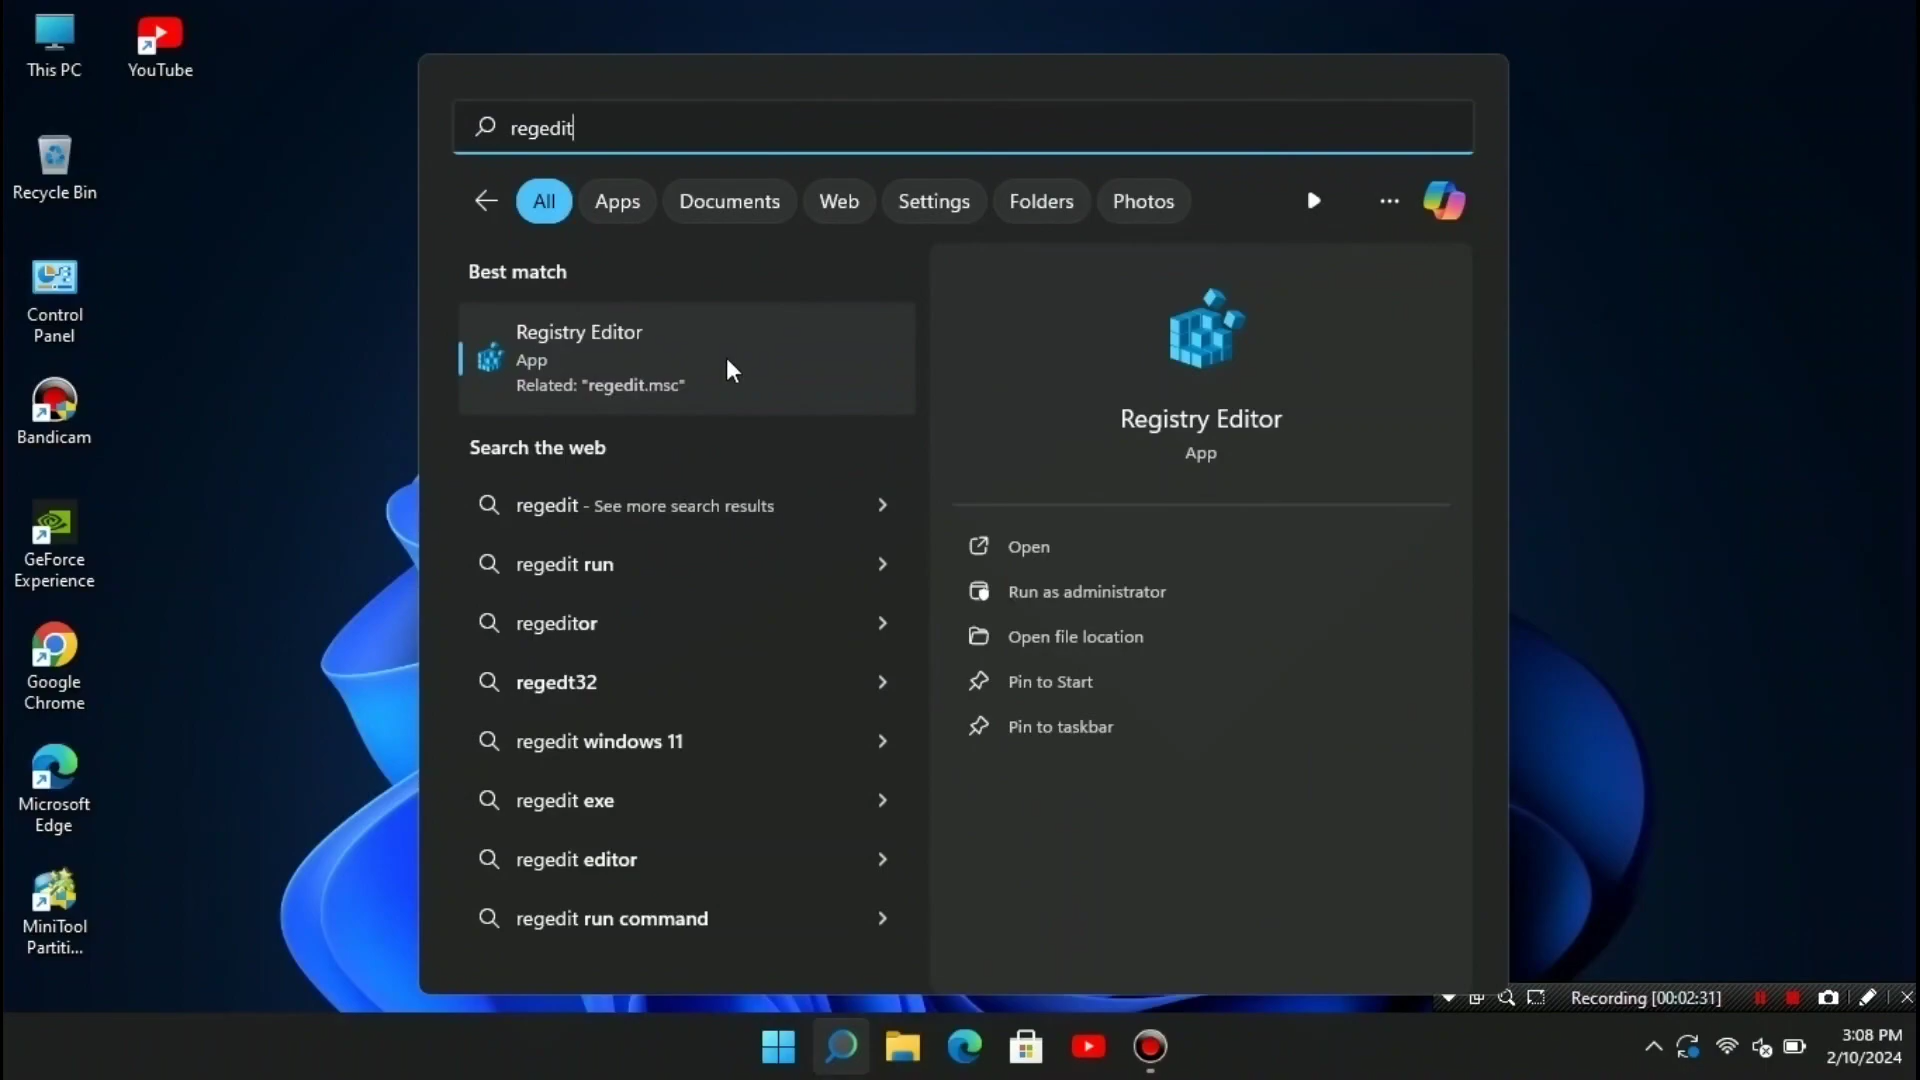 This PC
YouTube
Recycle Bin
Control
Panel
Bandicam
GeForce
Experience
Google
Chrome
Microsoft
Edge
MiniTool
Partiti...
regedit
All
Apps
Documents
Web
Settings
Folders
Photos
Best match
Registry Editor
App
Related: "regedit.msc"
Search the web
regedit - See more search results
regedit run
regeditor
regedt32
regedit windows 11
regedit exe
regedit editor
regedit run command
Registry Editor
App
Open
Run as administrator
Open file location
Pin to Start
Pin to taskbar
Recording [00:02:31]
3:08 PM
2/10/2024